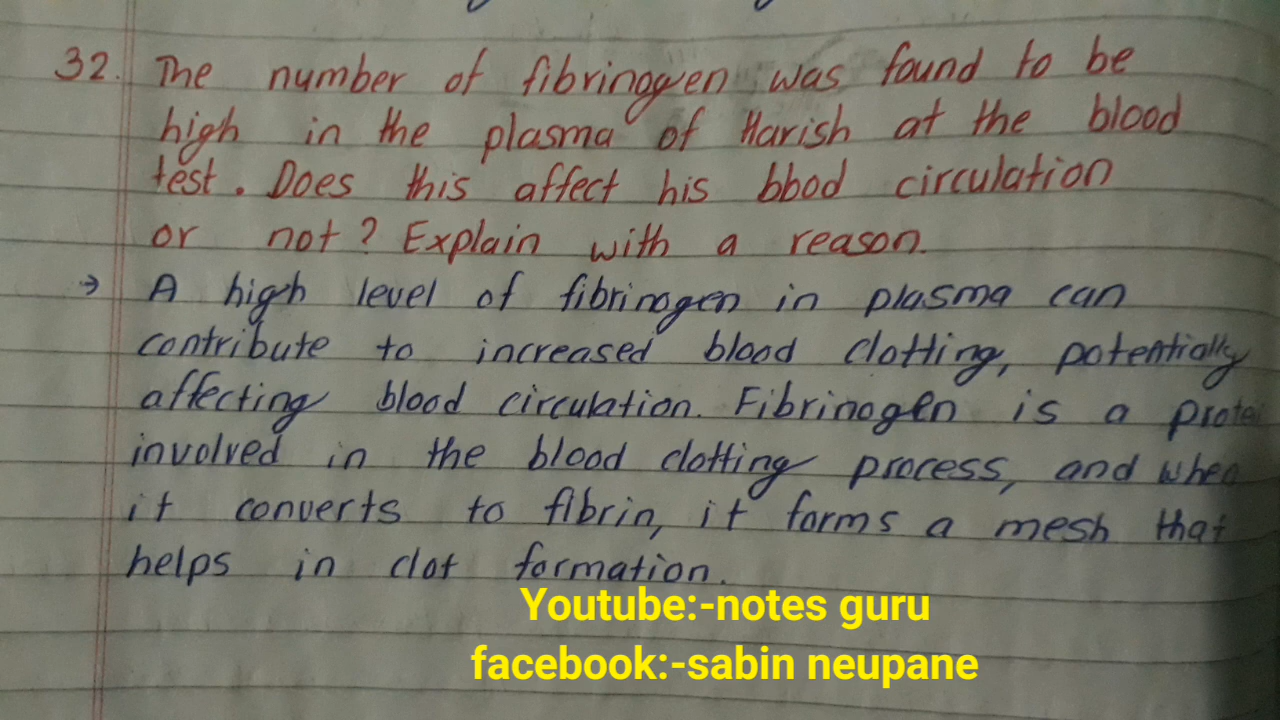 32. The number of fibrinogen was found to be
high in the plasma of Harish at the blood
test. Does this affect his blood circulation
or not? Explain with a reason.
→ A high level of fibrinogen in plasma can
contribute to increased blood clotting, potentially
affecting blood circulation. Fibrinogen is a protei
involved in the blood clotting process, and when
it converts to fibrin, it forms a mesh that
helps in clot formation.
Youtube:-notes guru
facebook:-sabin neupane